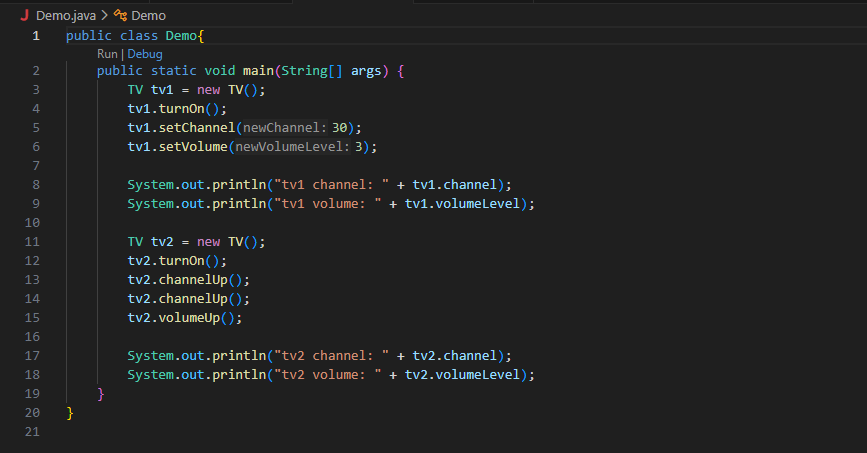 Demo.java > Demo
1 public class Demo{
Run | Debug
2 public static void main(String[] args) {
3 TV tv1 = new TV();
4 tv1.turnOn();
5 tv1.setChannel(newChannel: 30);
6 tv1.setVolume(newVolumeLevel: 3);
7
8 System.out.println("tv1 channel: " + tv1.channel);
9 System.out.println("tv1 volume: " + tv1.volumeLevel);
10
11 TV tv2 = new TV();
12 tv2.turnOn();
13 tv2.channelUp();
14 tv2.channelUp();
15 tv2.volumeUp();
16
17 System.out.println("tv2 channel: " + tv2.channel);
18 System.out.println("tv2 volume: " + tv2.volumeLevel);
19 }
20 }
21